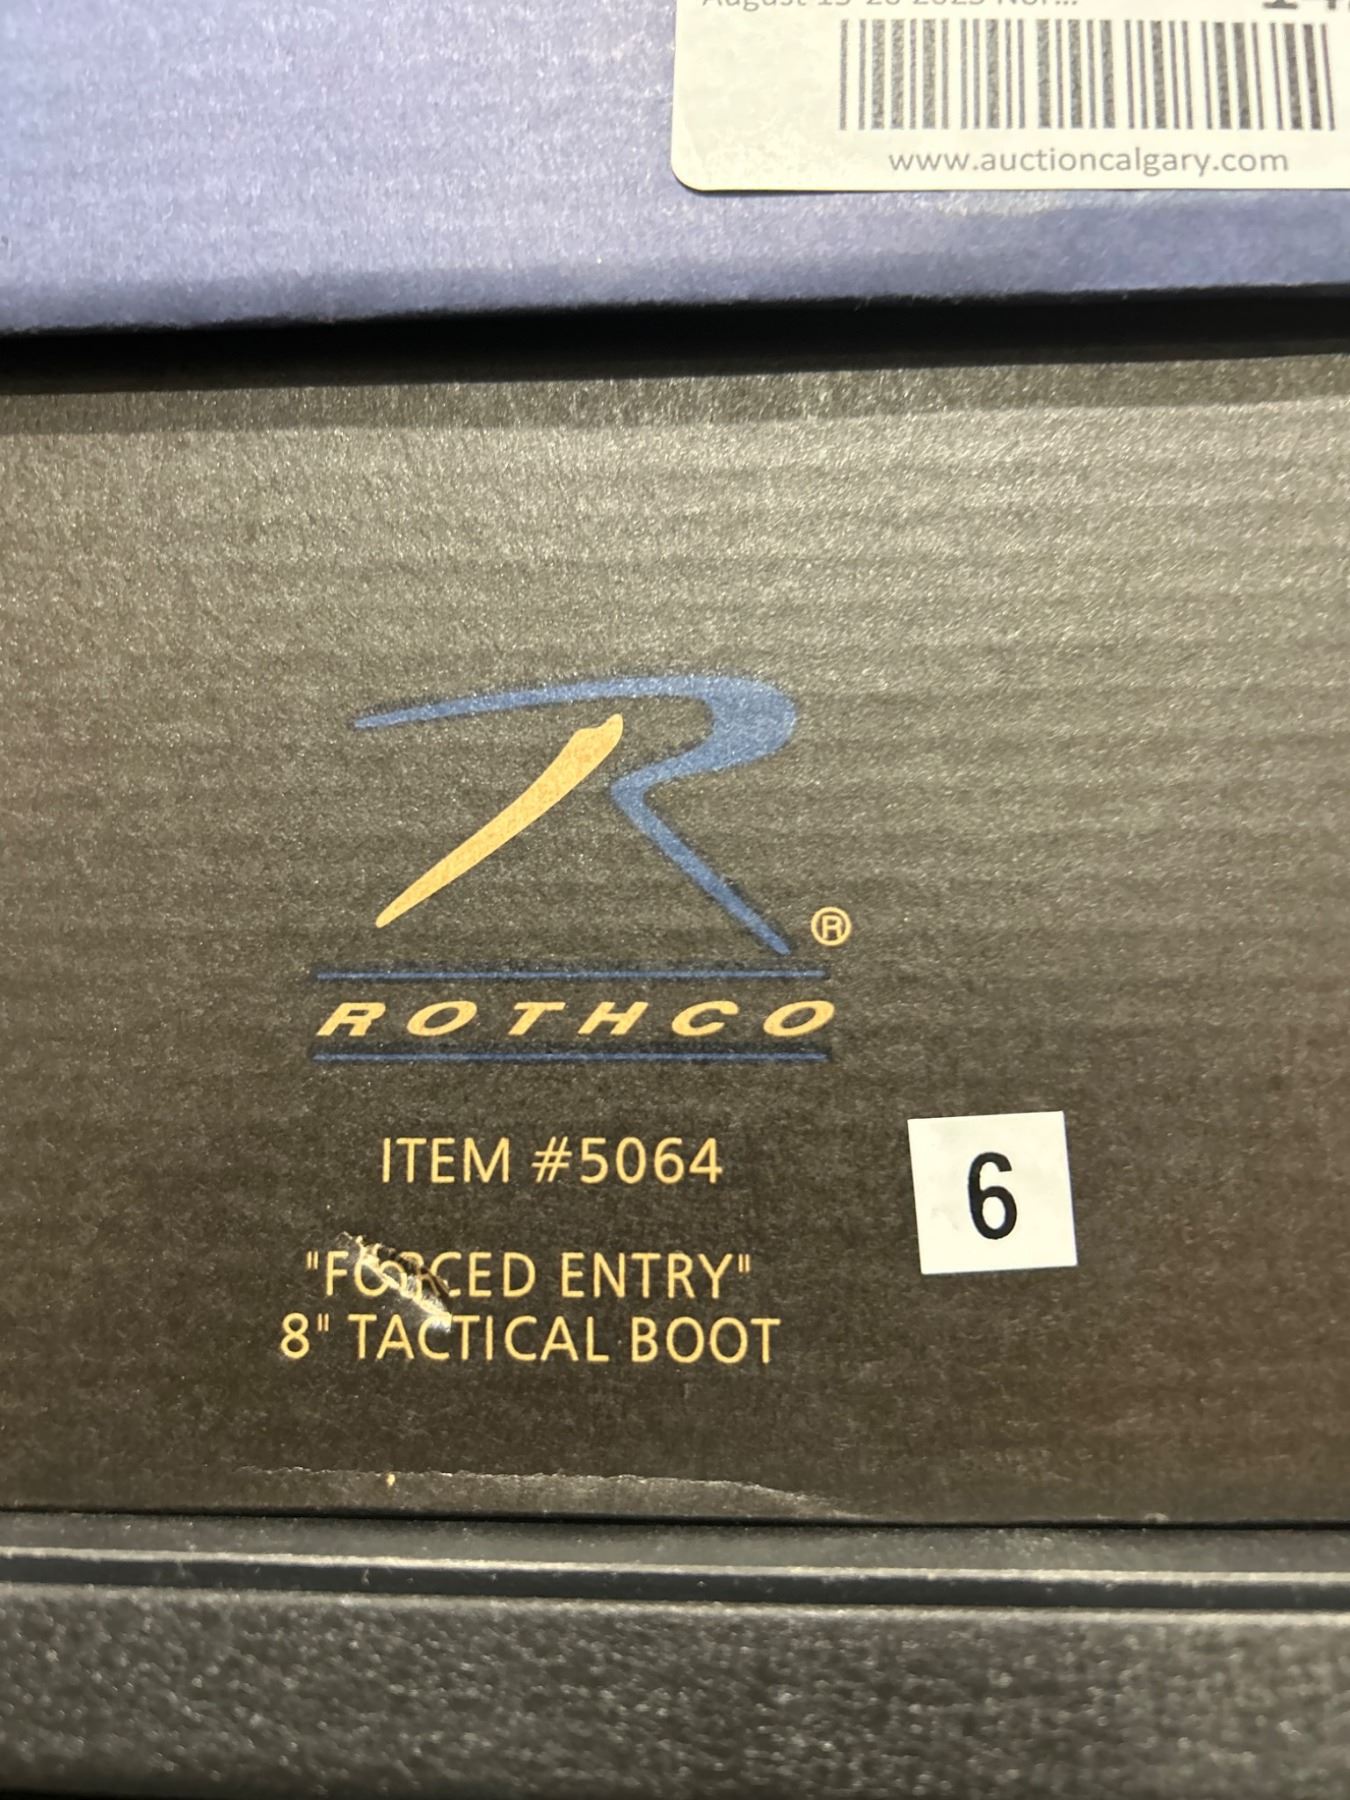 www.auctioncalgary.com
R
®
ROTHCO
ITEM #5064
6
"FORCED ENTRY"
8" TACTICAL BOOT